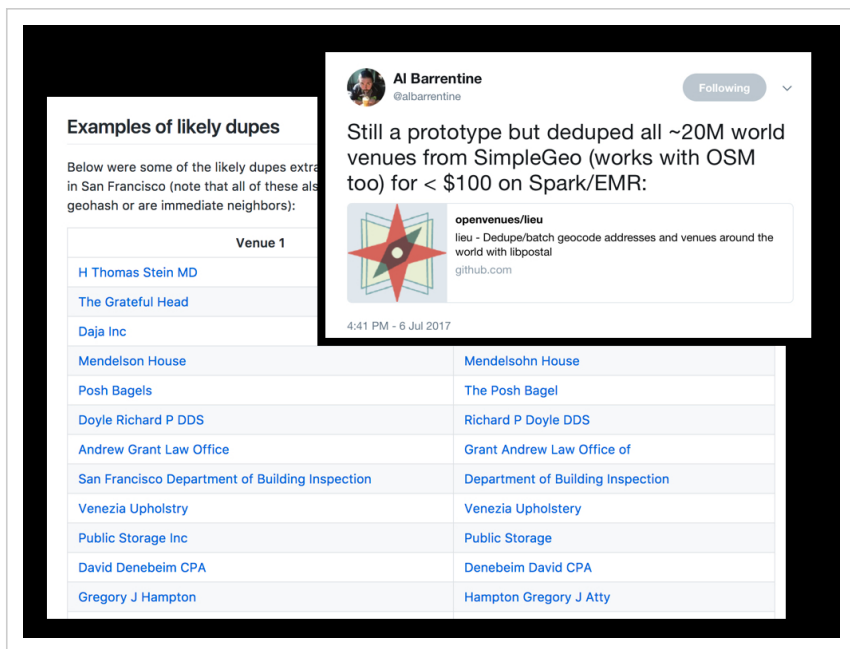 Al Barrentine
@albarrentine
Following
Still a prototype but deduped all ~20M world
venues from SimpleGeo (works with OSM
too) for < $100 on Spark/EMR:
openvenues/lieu
lieu - Dedupe/batch geocode addresses and venues around the
world with libpostal
github.com
4:41 PM - 6 Jul 2017
Examples of likely dupes
Below were some of the likely dupes extra
in San Francisco (note that all of these als
geohash or are immediate neighbors):
Venue 1
H Thomas Stein MD
The Grateful Head
Daja Inc
Mendelson House Mendelsohn House
Posh Bagels The Posh Bagel
Doyle Richard P DDS Richard P Doyle DDS
Andrew Grant Law Office Grant Andrew Law Office of
San Francisco Department of Building Inspection Department of Building Inspection
Venezia Upholstry Venezia Upholstery
Public Storage Inc Public Storage
David Denebeim CPA Denebeim David CPA
Gregory J Hampton Hampton Gregory J Atty